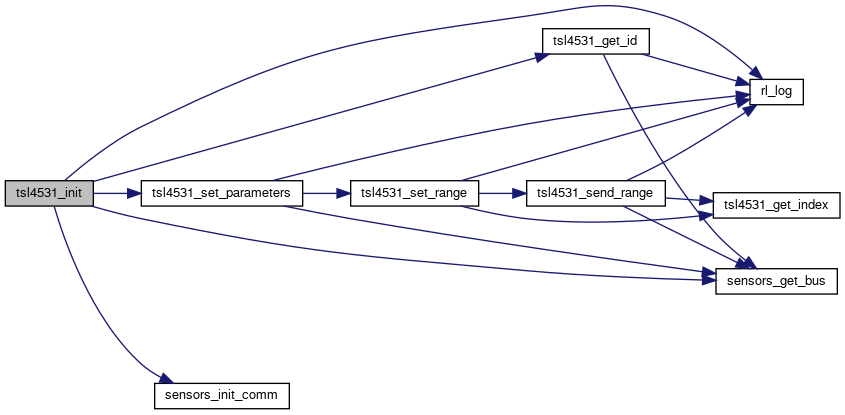 tsl4531_get_id
rl_log
tsl4531_init
tsl4531_set_parameters
tsl4531_set_range
tsl4531_send_range
tsl4531_get_index
sensors_get_bus
sensors_init_comm